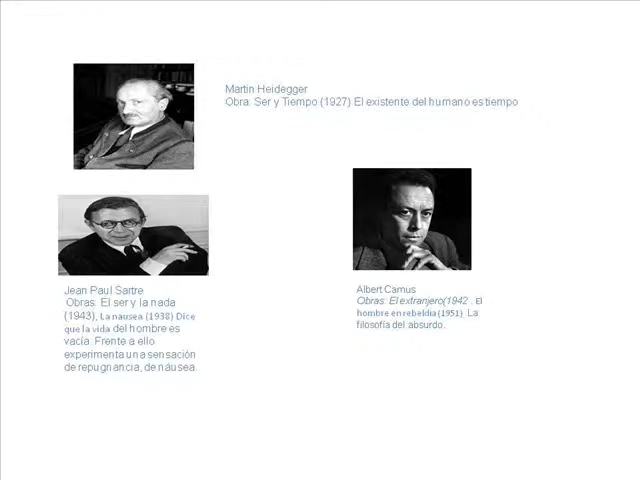 Martin Heidegger
Obra: Ser y Tiempo (1927) El existente del humano es tiempo
Jean Paul Sartre
Obras: El ser y la nada
(1943), La nausea (1938) Dice
que la vida del hombre es
vacía. Frente a ello
experimenta una sensación
de repugnancia, de náusea.
Albert Camus
Obras: El extranjero(1942 . El
hombre en rebeldia (1951) La
filosofía del absurdo.